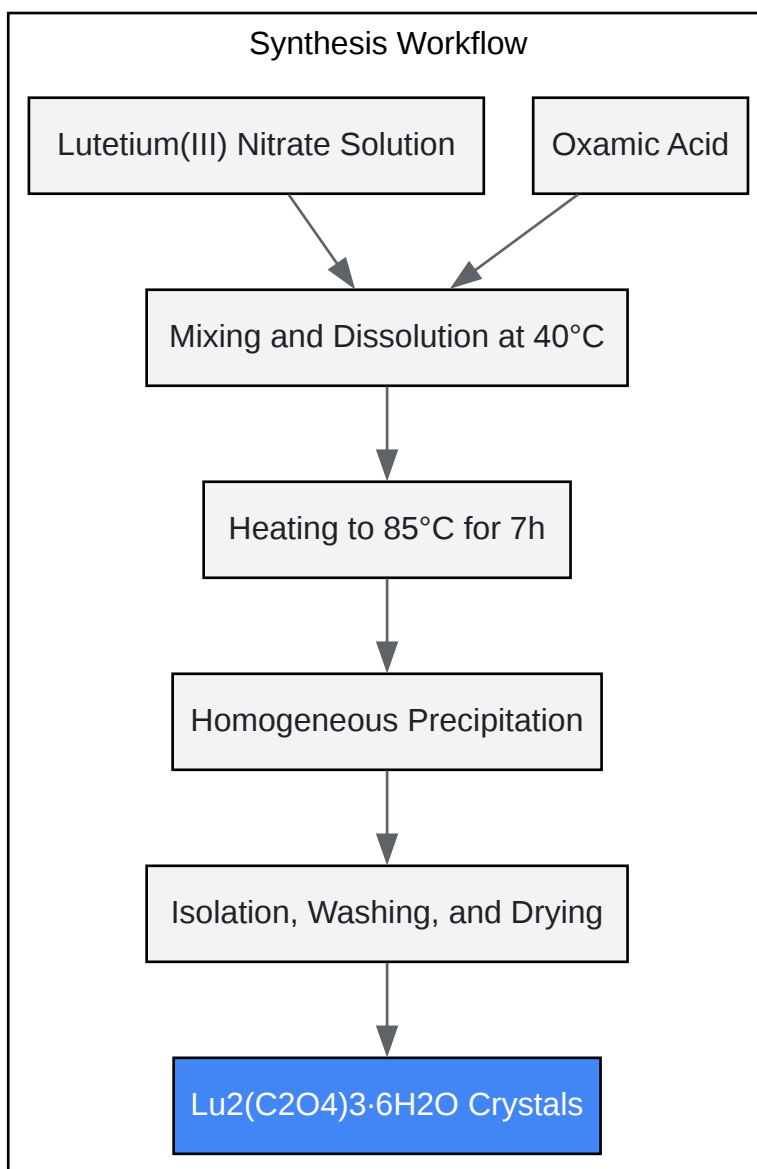 Synthesis Workflow
Lutetium(III) Nitrate Solution
Oxamic Acid
Mixing and Dissolution at 40°C
Heating to 85°C for 7h
Homogeneous Precipitation
Isolation, Washing, and Drying
Lu2(C2O4)3·6H2O Crystals